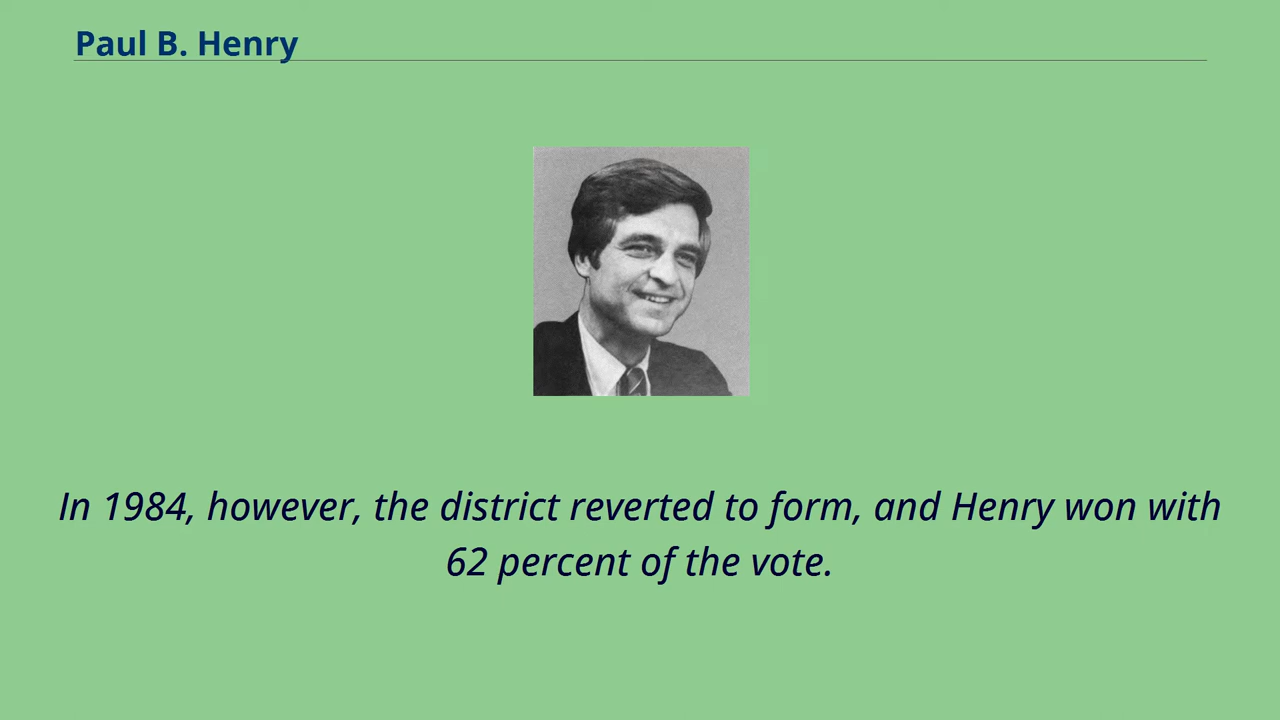 Paul B. Henry
In 1984, however, the district reverted to form, and Henry won with
62 percent of the vote.